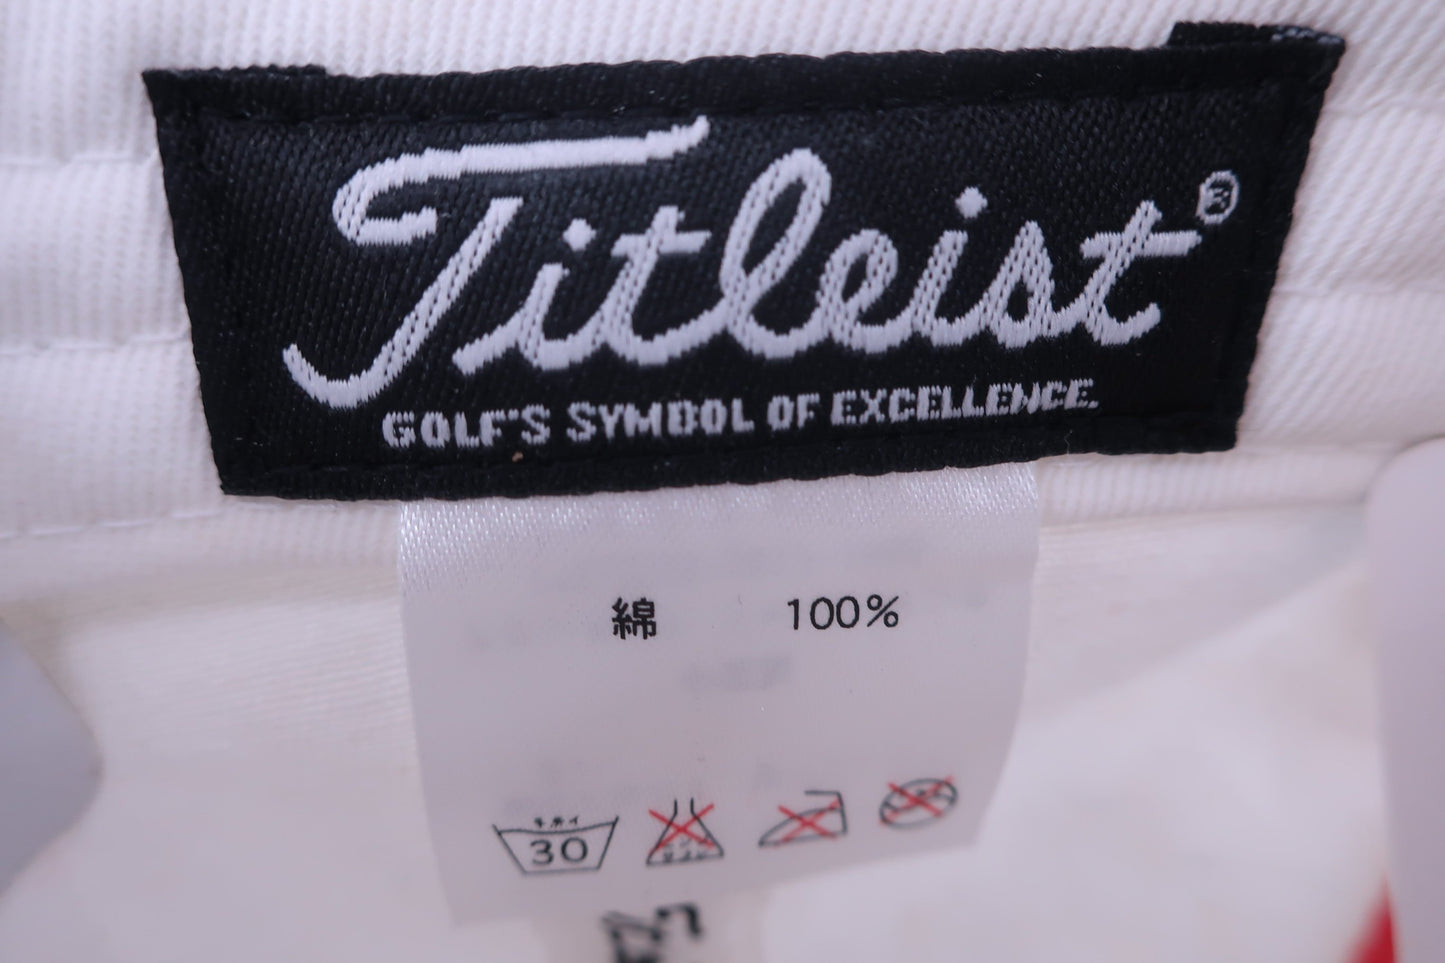 Titleist®
GOLF'S SYMBOL OF EXCELLENCE.
綿 100%
30